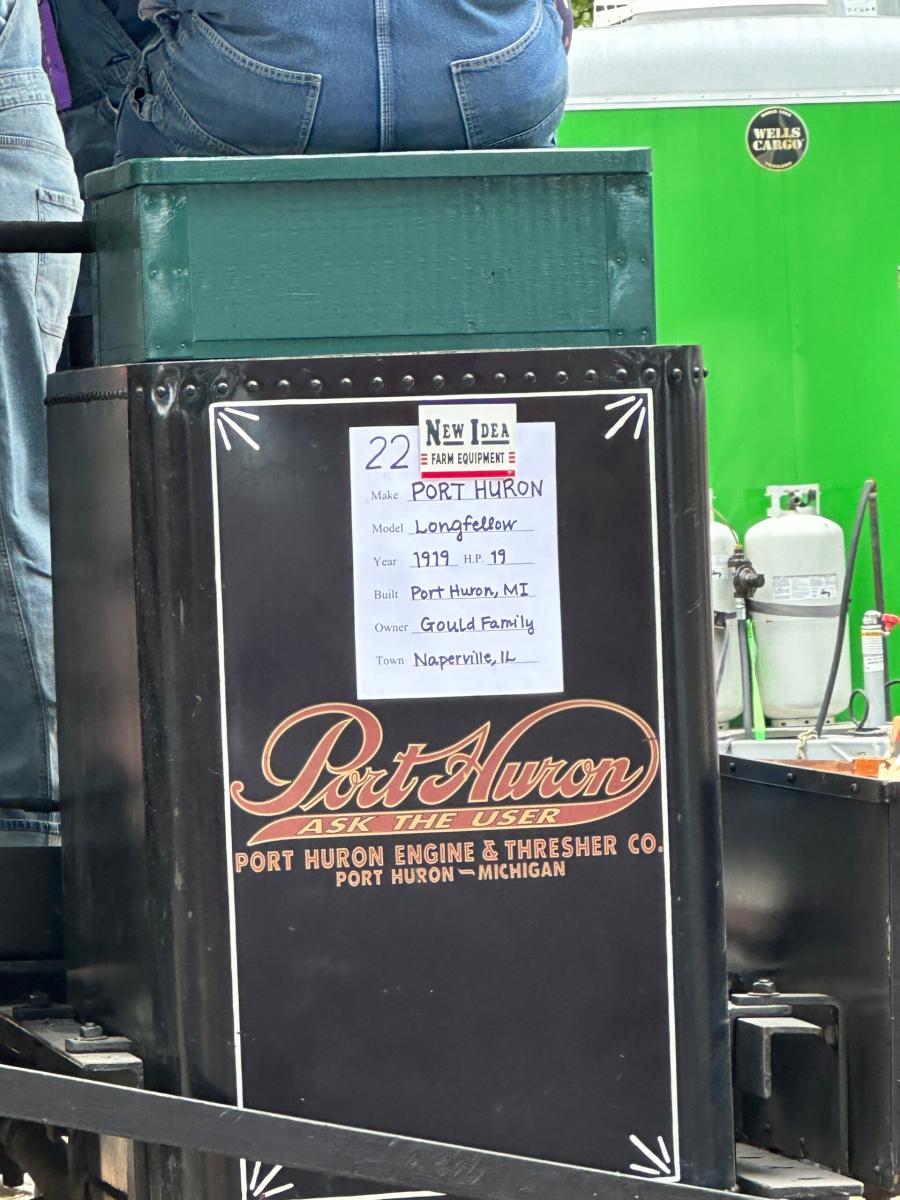 WELLS
CARGO
22
NEW IDEA
FARM EQUIPMENT
Make PORT HURON
Model Longfellow
Year 1919 H.P. 19
Built Port Huron, MI
Owner Gould Family
Town Naperville, IL
Port Huron
ASK THE USER
PORT HURON ENGINE & THRESHER CO.
PORT HURON ~ MICHIGAN